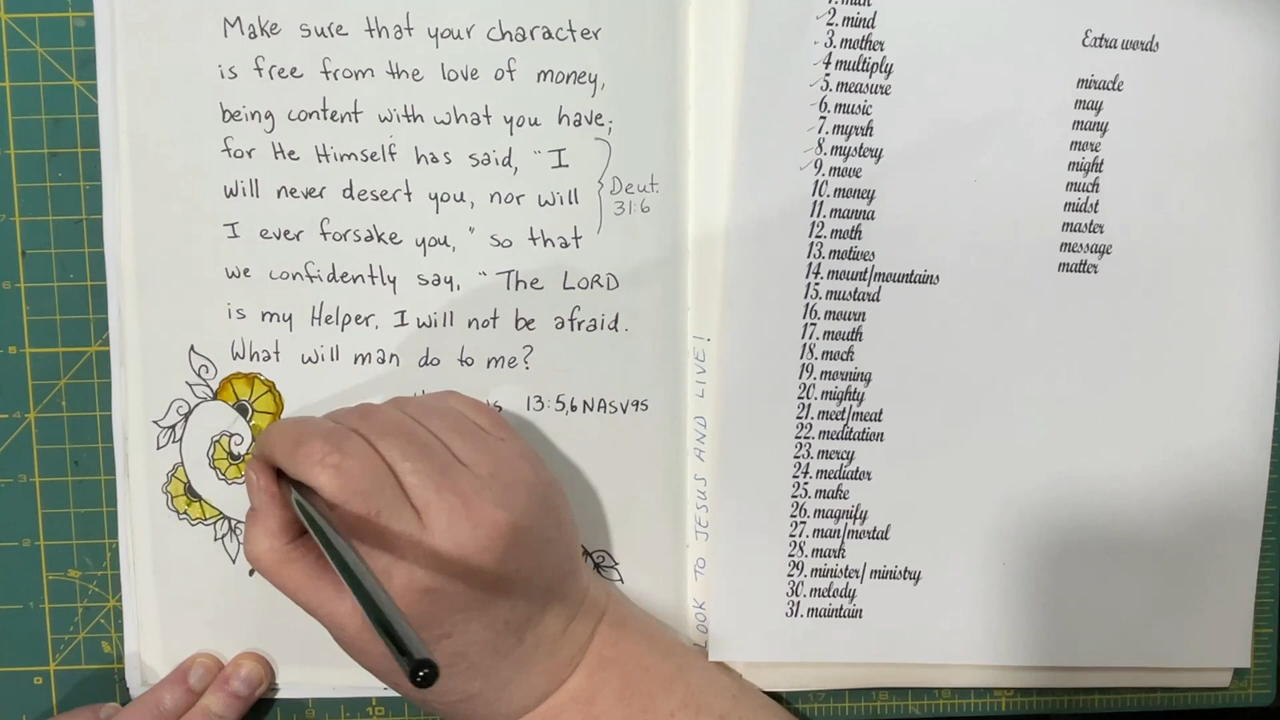 Make sure that your character
is free from the love of money,
being content with what you have;
for He Himself has said, "I
will never desert you, nor will
I ever forsake you," so that
we confidently say, "The LORD
is my Helper, I will not be afraid.
What will man do to me?
13:5,6 NASV95
Deut.
31:6
LOOK TO JESUS AND LIVE!
2. mind
3. mother
4 multiply
5. measure
6. music
7. myrrh
8. mystery
9. move
10. money
11. manna
12. moth
13. motives
14. mount/mountains
15. mustard
16. mourn
17. mouth
18. mock
19. morning
20. mighty
21. meet/meat
22. meditation
23. mercy
24. mediator
25. make
26. magnify
27. man/mortal
28. mark
29. minister/ ministry
30. melody
31. maintain
Extra words
miracle
may
many
more
might
much
midst
master
message
matter